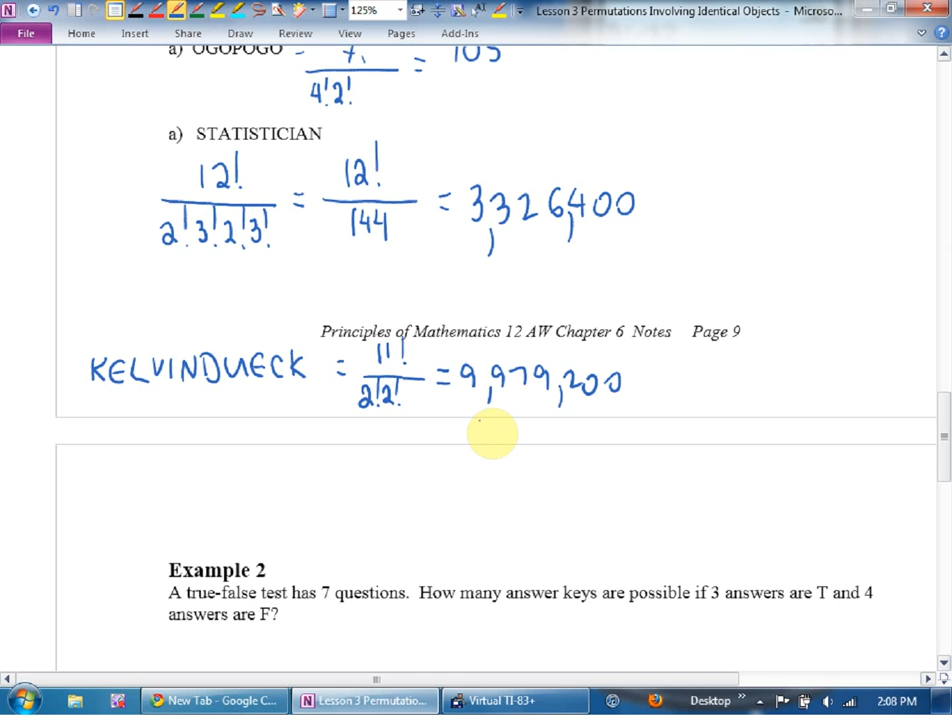 Lesson 3 Permutations Involving Identical Objects - Microso...
125%
File Home Insert Share Draw Review View Pages Add-Ins
a) OGOPOGO = 7! / 4!2! = 105
a) STATISTICIAN
12! / 2!3!2!3! = 12! / 144 = 3,326,400
Principles of Mathematics 12 AW Chapter 6 Notes Page 9
KELVINDUECK = 11! / 2!2! = 9,979,200
Example 2
A true-false test has 7 questions. How many answer keys are possible if 3 answers are T and 4
answers are F?
New Tab - Google C... Lesson 3 Permutatio... Virtual TI-83+ Desktop 2:08 PM